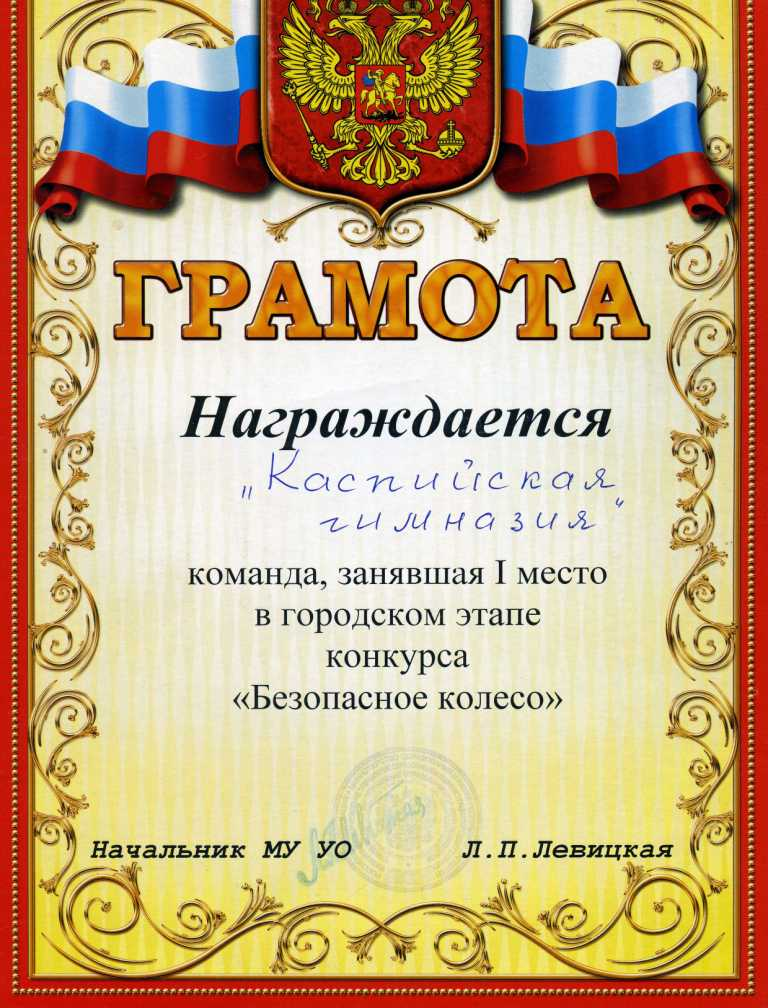 ГРАМОТА
Награждается
„Каспийская
гимназия“
команда, занявшая I место
в городском этапе
конкурса
«Безопасное колесо»
Начальник МУ УО Л.П.Левицкая